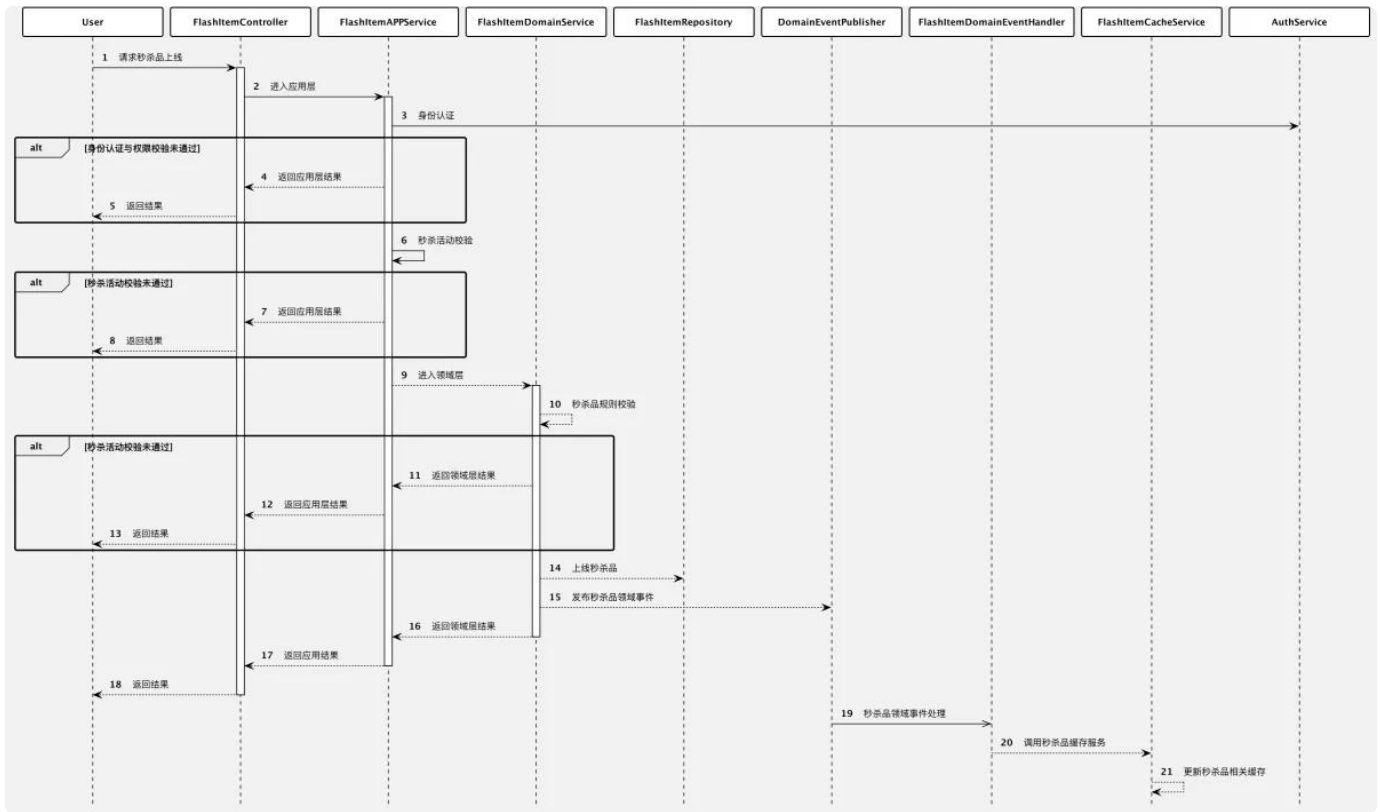 User FlashItemController FlashItemAPPService FlashItemDomainService FlashItemRepository DomainEventPublisher FlashItemDomainEventHandler FlashItemCacheService AuthService
1 请求秒杀品上线
2 进入应用层
3 身份认证
alt [身份认证与权限校验未通过]
4 返回应用层结果
5 返回结果
6 秒杀活动校验
alt [秒杀活动校验未通过]
7 返回应用层结果
8 返回结果
9 进入领域层
10 秒杀品规则校验
alt [秒杀活动校验未通过]
11 返回领域层结果
12 返回应用层结果
13 返回结果
14 上线秒杀品
15 发布秒杀品领域事件
16 返回领域层结果
17 返回应用结果
18 返回结果
19 秒杀品领域事件处理
20 调用秒杀品缓存服务
21 更新秒杀品相关缓存